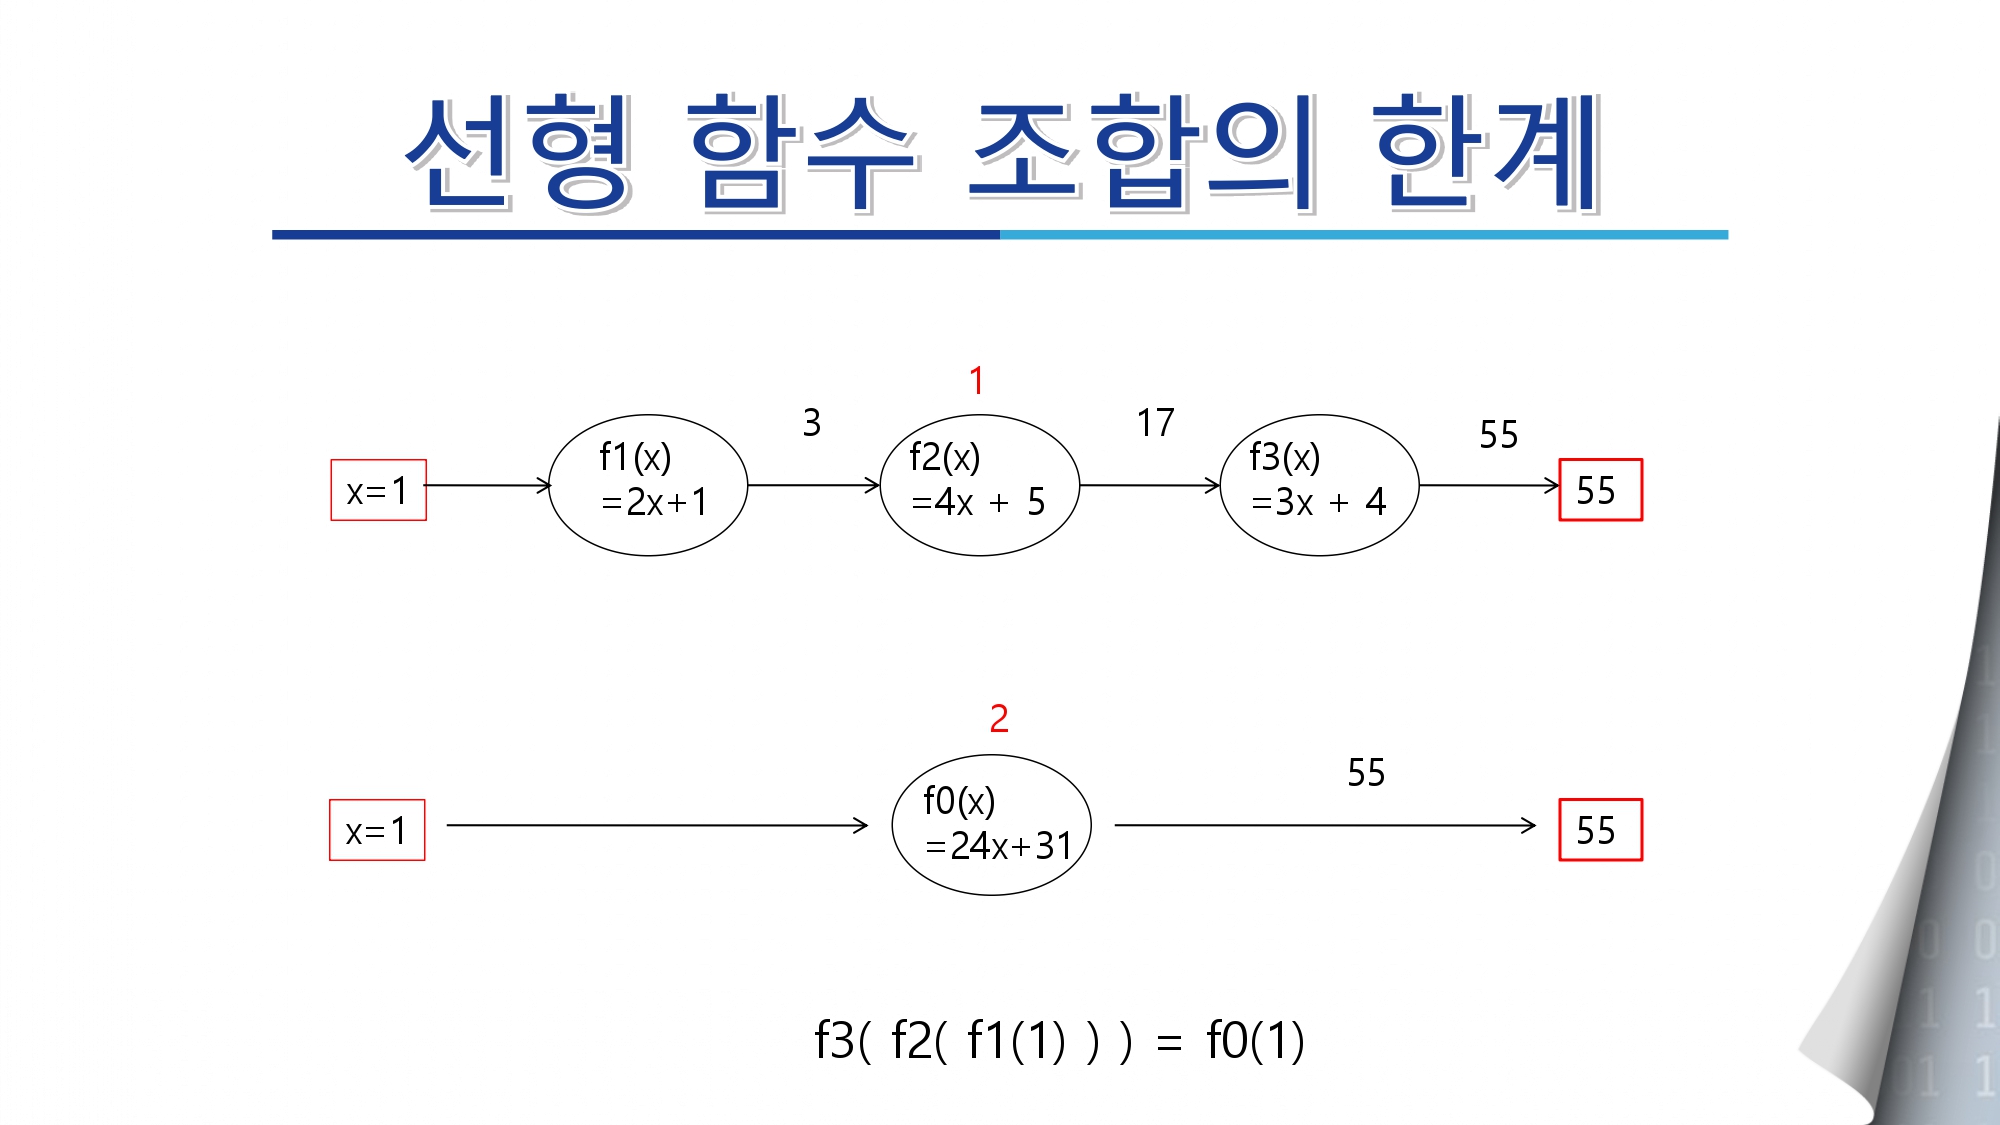 선형 함수 조합의 한계
1
3
17
55
x=1
f1(x)
=2x+1
f2(x)
=4x + 5
f3(x)
=3x + 4
55
2
55
x=1
f0(x)
=24x+31
55
f3( f2( f1(1) ) ) = f0(1)